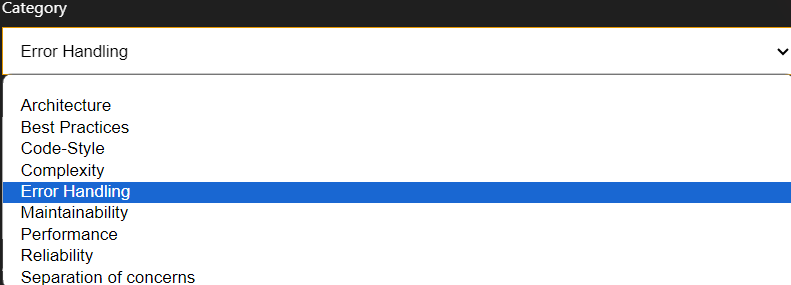 Category
Error Handling
Architecture
Best Practices
Code-Style
Complexity
Error Handling
Maintainability
Performance
Reliability
Separation of concerns